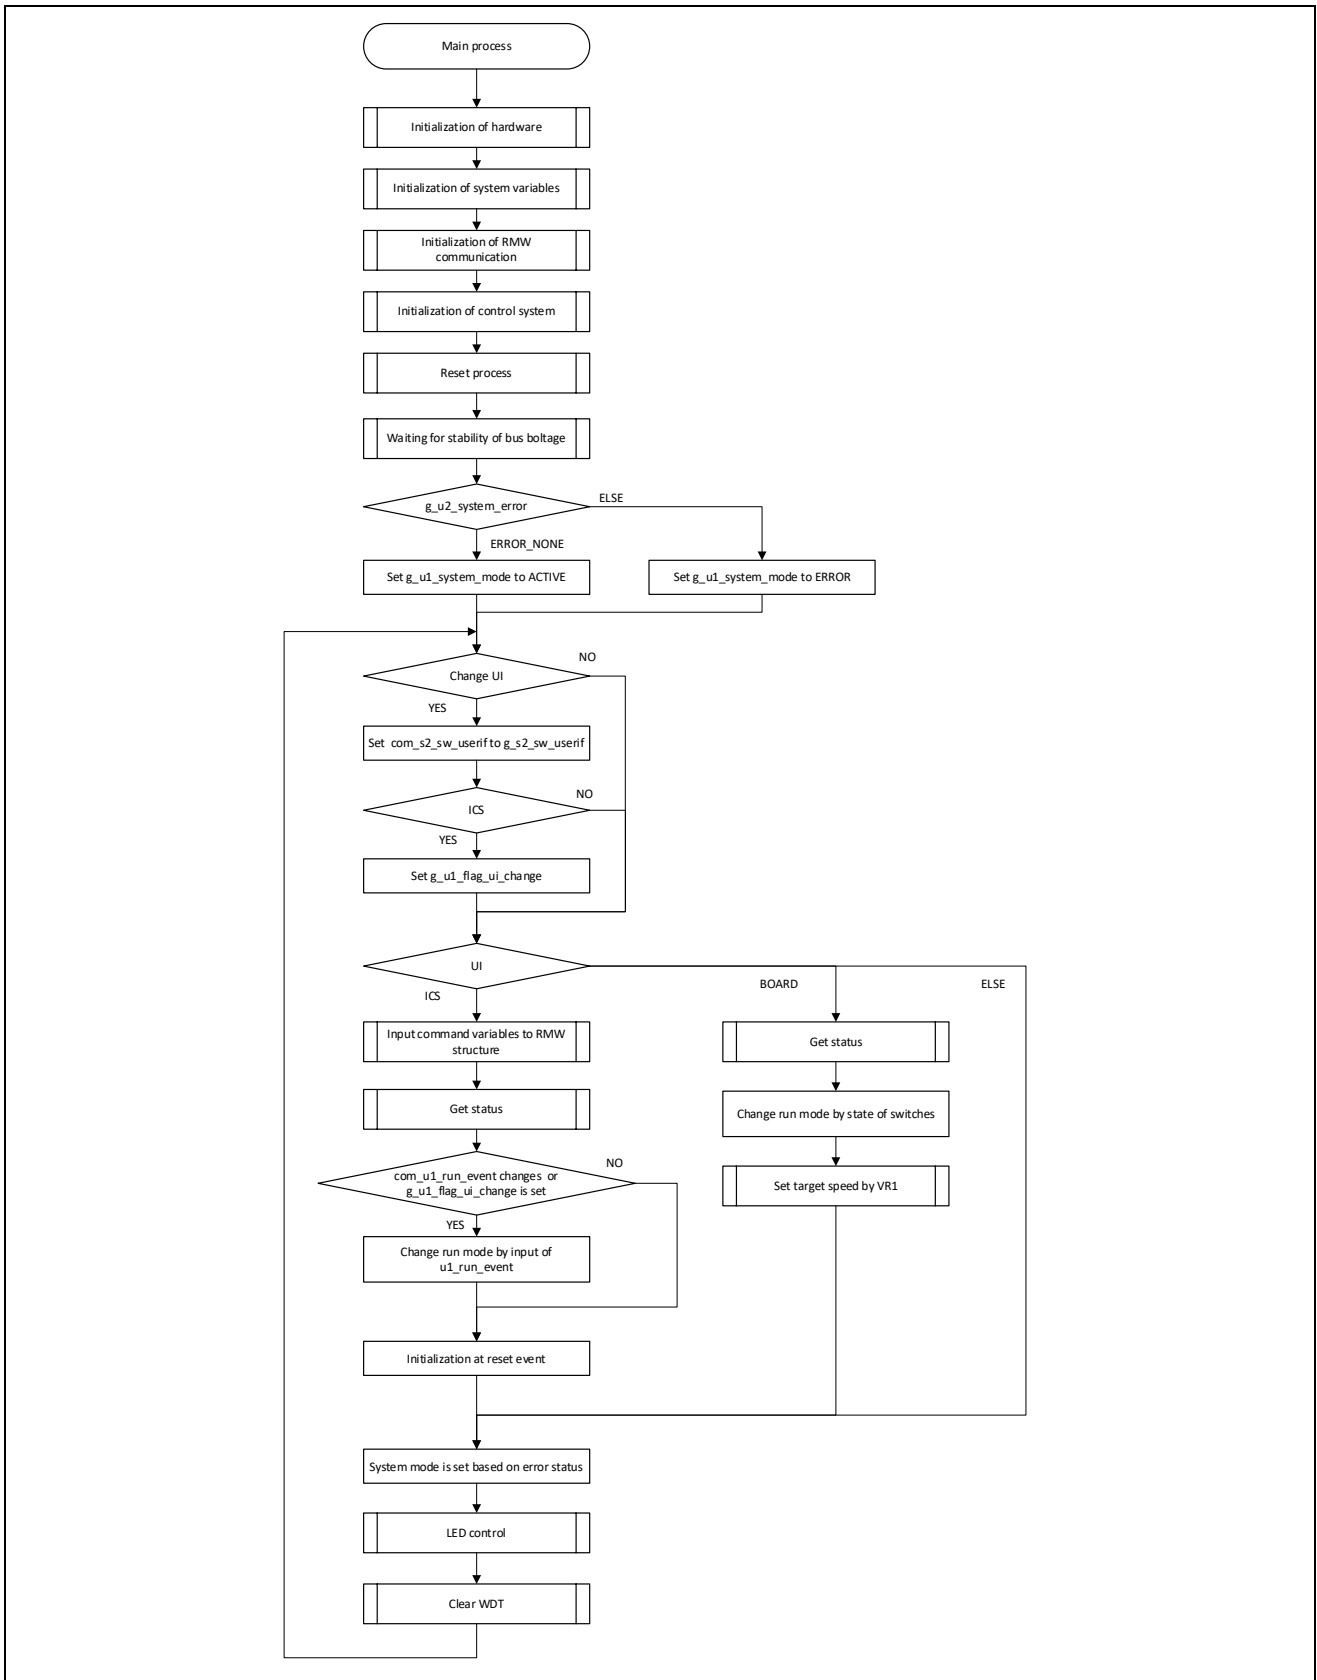 Main process
Initialization of hardware
Initialization of system variables
Initialization of RMW
communication
Initialization of control system
Reset process
Waiting for stability of bus boltage
g_u2_system_error
ELSE
ERROR_NONE
Set g_u1_system_mode to ACTIVE
Set g_u1_system_mode to ERROR
Change UI
NO
YES
Set com_s2_sw_userif to g_s2_sw_userif
ICS
NO
YES
Set g_u1_flag_ui_change
UI
ICS
BOARD
ELSE
Input command variables to RMW
structure
Get status
Get status
Change run mode by state of switches
Set target speed by VR1
com_u1_run_event changes or
g_u1_flag_ui_change is set
NO
YES
Change run mode by input of
u1_run_event
Initialization at reset event
System mode is set based on error status
LED control
Clear WDT